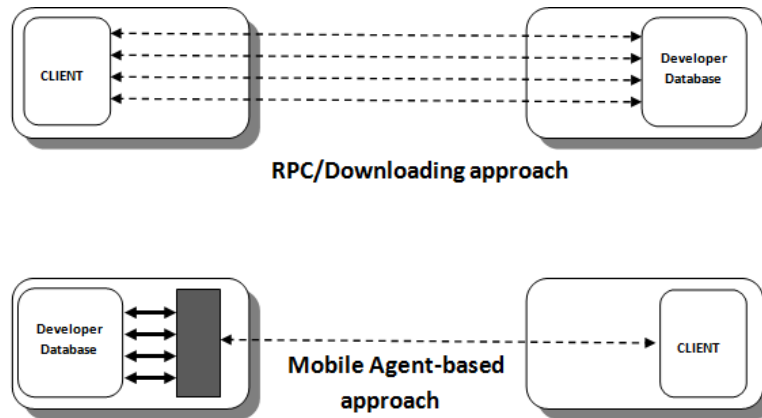 CLIENT
Developer
Database
RPC/Downloading approach
Developer
Database
CLIENT
Mobile Agent-based
approach